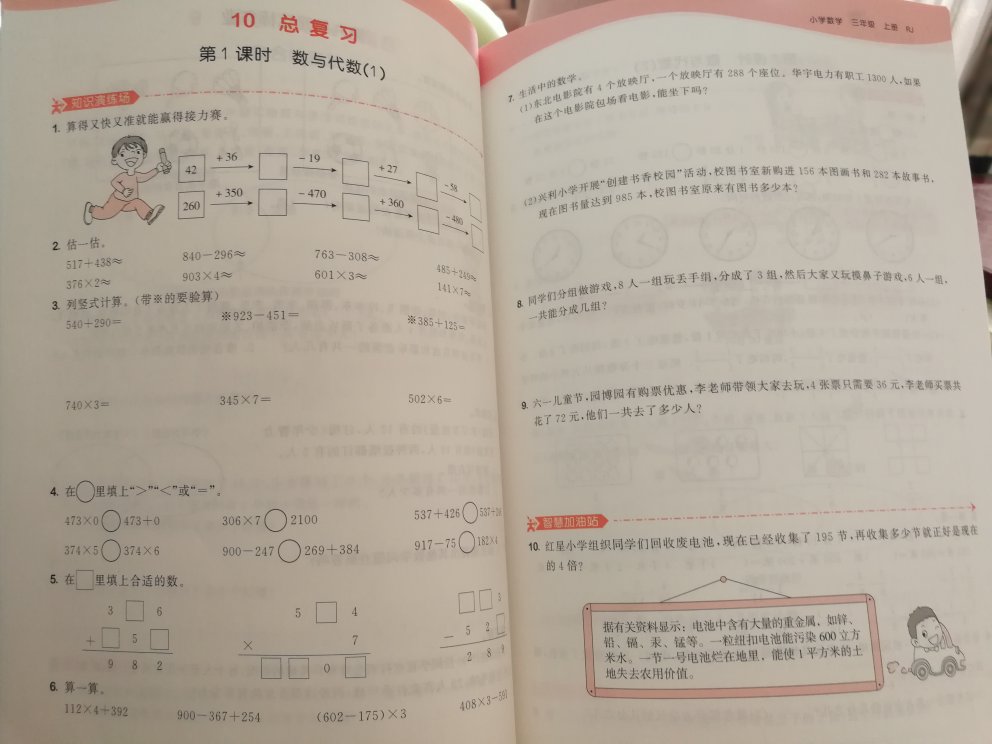 10 总复习
第1课时 数与代数(1)
知识演练场
1. 算得又快又准就能赢得接力赛。
42 +36 -19 +27 -58
260 +350 -470 +360 -480
2. 估一估。
517+438≈ 840-296≈ 763-308≈ 485+249≈
376×2≈ 903×4≈ 601×3≈ 141×7≈
3. 列竖式计算。(带※的要验算)
540+290= ※923-451= ※385+125=
740×3= 345×7= 502×6=
4. 在○里填上“>”“<”或“=”。
473×0○473+0 306×7○2100 537+426○537+
374×5○374×6 900-247○269+384 917-75○182×4
5. 在□里填上合适的数。
3□6 5□4 □□3
+□5□ × 7 -52□
982 □□0□ 289
6. 算一算。
112×4+392 900-367+254 (602-175)×3 408×3-591
小学数学 三年级 上册 RJ
7. 生活中的数学。
(1)东北电影院有4个放映厅,一个放映厅有288个座位。华宇电力有职工1300人,如果
在这个电影院包场看电影,能坐下吗?
(2)兴利小学开展“创建书香校园”活动,校图书室新购进156本图画书和282本故事书,
现在图书量达到985本,校图书室原来有图书多少本?
8. 同学们分组做游戏,8人一组玩丢手绢,分成了3组,然后大家又玩摸鼻子游戏,6人一组,
一共能分成几组?
9. 六一儿童节,园博园有购票优惠,李老师带领大家去玩,4张票只需要36元,李老师买票共
花了72元,他们一共去了多少人?
智慧加油站
10. 红星小学组织同学们回收废电池,现在已经收集了195节,再收集多少节就正好是现在
的4倍?
据有关资料显示:电池中含有大量的重金属,如锌、
铅、镉、汞、锰等。一粒纽扣电池能污染600立方
米水。一节一号电池烂在地里,能使1平方米的土
地失去农用价值。